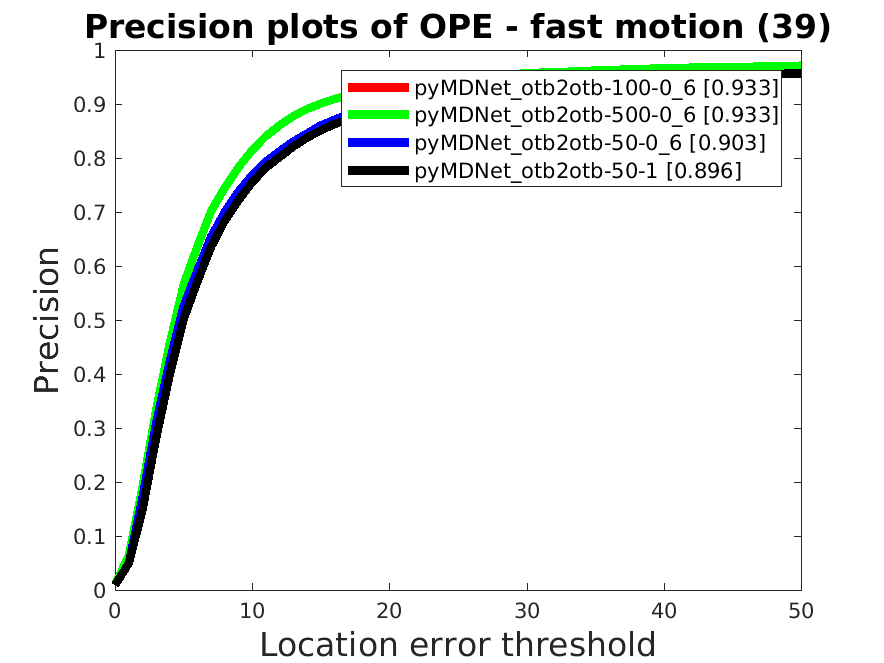 Precision plots of OPE - fast motion (39)
1
0.9
0.8
0.7
0.6
0.5
0.4
0.3
0.2
0.1
0
Precision
pyMDNet_otb2otb-100-0_6 [0.933]
pyMDNet_otb2otb-500-0_6 [0.933]
pyMDNet_otb2otb-50-0_6 [0.903]
pyMDNet_otb2otb-50-1 [0.896]
0 10 20 30 40 50
Location error threshold